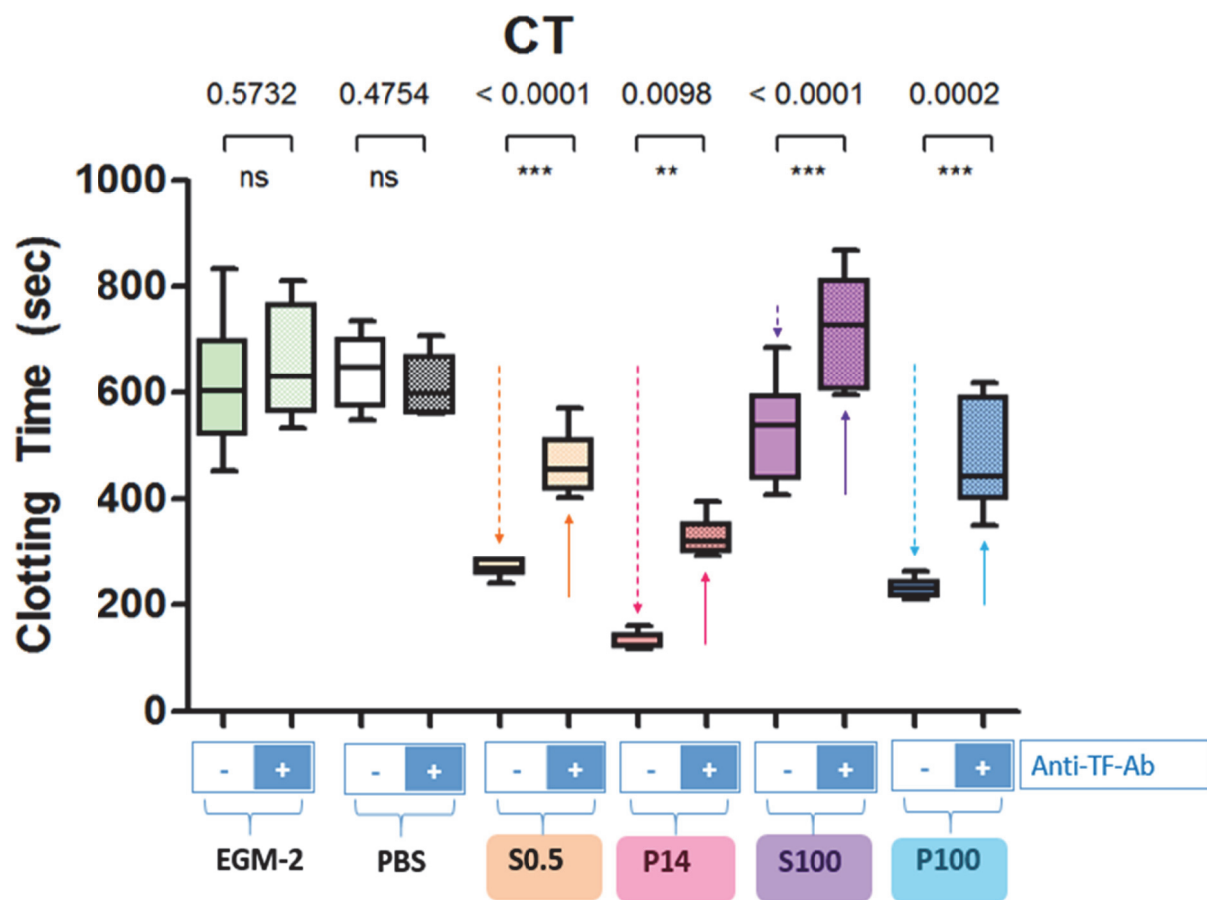 CT
0.5732 0.4754 < 0.0001 0.0098 < 0.0001 0.0002
ns ns *** ** *** ***
Clotting Time (sec)
1000
800
600
400
200
0
- + - + - + - + - + - + Anti-TF-Ab
EGM-2 PBS S0.5 P14 S100 P100